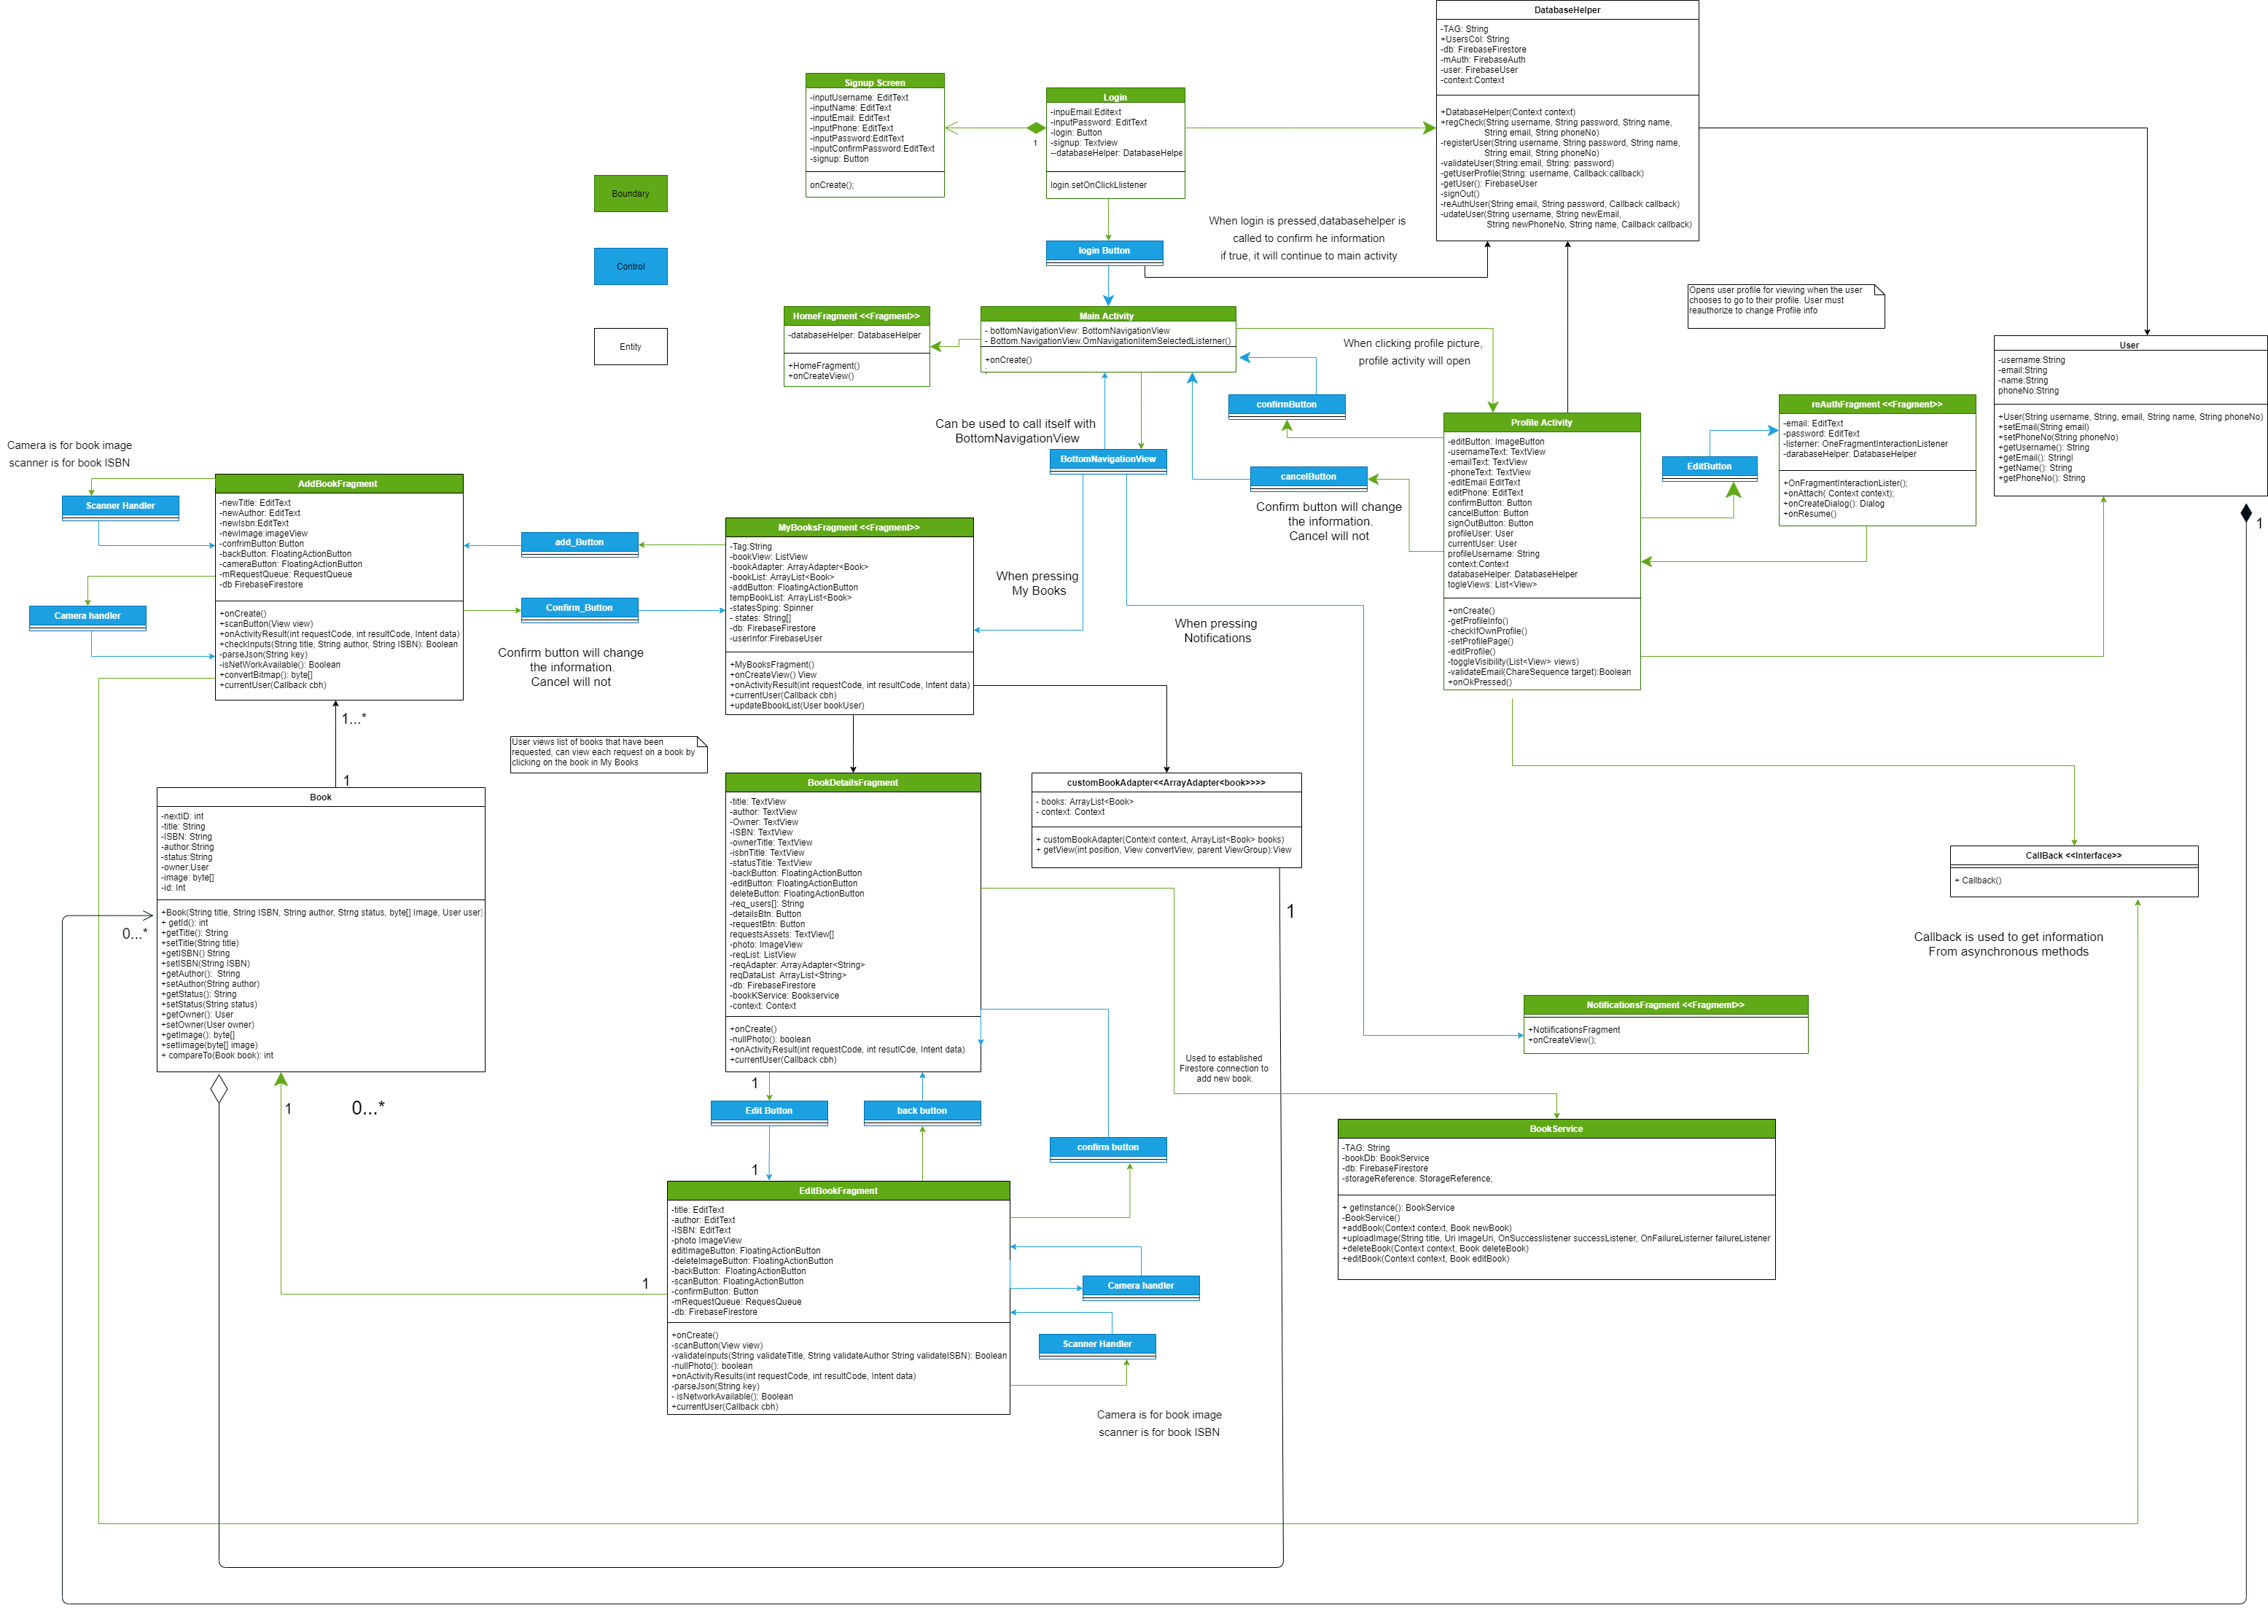 DatabaseHelper
-TAG: String
+UsersCol: String
-db: FirebaseFirestore
-mAuth: FirebaseAuth
-user: FirebaseUser
-context:Context
+DatabaseHelper(Context context)
+regCheck(String username, String password, String name,
String email, String phoneNo)
-registerUser(String username, String password, String name,
String email, String phoneNo)
-validateUser(String:email, String: password)
-getUserProfile(String: username, Callback:callback)
-getUser(): FirebaseUser
-signOut()
-reAuthUser(String email, String password, Callback callback)
-udateUser(String username, String newEmail,
String newPhoneNo, String name, Callback callback)
Signup Screen
-inputUsername: EditText
-inputName: EditText
-inputEmail: EditText
-inputPhone: EditText
-inputPassword:EditText
-inputConfirmPassword:EditText
-signup: Button
onCreate();
Login
-inpuEmail:Editext
-inputPassword: EditText
-login: Button
-signup: Textview
--databaseHelper: DatabaseHelpe
login.setOnClickLlistener
1
Boundary
Control
Entity
login Button
When login is pressed,databasehelper is
called to confirm he information
if true, it will continue to main activity
HomeFragment <<Fragment>>
-databaseHelper: DatabaseHelper
+HomeFragment()
+onCreateView()
Main Activity
- bottomNavigationView: BottomNavigationView
- Bottom.NavigationView.OmNavigationIitemSelectedListerner()
+onCreate()
When clicking profile picture,
profile activity will open
Opens user profile for viewing when the user
chooses to go to their profile. User must
reauthorize to change Profile info
User
-username:String
-email:String
-name:String
phoneNo:String
+User(String username, String, email, String name, String phoneNo)
+setEmail(String email)
+setPhoneNo(String phoneNo)
+getUsername(): String
+getEmail(): StringI
+getName(): String
+getPhoneNo(): String
1
confirmButton
Can be used to call itself with
BottomNavigationView
BottomNavigationView
cancelButton
Confirm button will change
the information.
Cancel will not
Profile Activity
-editButton: ImageButton
-usernameText: TextView
-emailText: TextView
-phoneText: TextView
-editEmail EditText
editPhone: EditText
confirmButton: Button
cancelButton: Button
signOutButton: Button
profileUser: User
currentUser: User
profileUsername: String
context:Context
databaseHelper: DatabaseHelper
togleViews: List<View>
+onCreate()
-getProfileInfo()
-checkIfOwnProfile()
-setProfilePage()
-editProfile()
-toggleVisibility(List<View> views)
-validateEmail(ChareSequence target):Boolean
+onOkPressed()
EditButton
reAuthFragment <<Fragment>>
-email: EditText
-password: EditText
-listerner: OneFragmentInteractionListener
-darabaseHelper: DatabaseHelper
+OnFragmentInteractionLister();
+onAttach( Context context);
+onCreateDialog(): Dialog
+onResume()
Camera is for book image
scanner is for book ISBN
Scanner Handler
Camera handler
AddBookFragment
-newTitle: EditText
-newAuthor: EditText
-newIsbn:EditText
-newImage:imageView
-confrimButton:Button
-backButton: FloatingActionButton
-cameraButton: FloatingActionButton
-mRequestQueue: RequestQueue
-db FirebaseFirestore
+onCreate()
+scanButton(View view)
+onActivityResult(int requestCode, int resultCode, Intent data)
+checkInputs(String title, String author, String ISBN): Boolean
-parseJson(String key)
-isNetWorkAvailable(): Boolean
+convertBitmap(): byte[]
+currentUser(Callback cbh)
add_Button
Confirm_Button
Confirm button will change
the information.
Cancel will not
MyBooksFragment <<Fragment>>
-Tag:String
-bookView: ListView
-bookAdapter: ArrayAdapter<Book>
-bookList: ArrayList<Book>
-addButton: FloatingActionButton
tempBookList: ArrayList<Book>
-statesSping: Spinner
- states: String[]
-db: FirebaseFirestore
-userInfor:FirebaseUser
+MyBooksFragment()
+onCreateView() View
+onActivityResult(int requestCode, int resultCode, Intent data)
+currentUser(Callback cbh)
+updateBbookList(User bookUser)
When pressing
My Books
When pressing
Notifications
1...*
1
User views list of books that have been
requested, can view each request on a book by
clicking on the book in My Books
Book
-nextID: int
-title: String
-ISBN: String
-author:String
-status:String
-owner:User
-image: byte[]
-id: Int
+Book(String title, String ISBN, String author, Strng status, byte[] Image, User user)
+ getId(): int
+getTitle(): String
+setTitle(String title)
+getISBN() String
+setISBN(String ISBN)
+getAuthor():  String
+setAuthor(String author)
+getStatus(): String
+setStatus(String status)
+getOwner(): User
+setOwner(User owner)
+getImage(): byte[]
+setIimage(byte[] image)
+ compareTo(Book book): int
0...*
1
0...*
BookDetailsFragment
-title: TextView
-author: TextView
-Owner: TextView
-ISBN: TextView
-ownerTitle: TextView
-isbnTitle: TextView
-statusTitle: TextView
-backButton: FloatingActionButton
-editButton: FloatingActionButton
deleteButton: FloatingActionButton
-req_users[]: String
-detailsBtn: Button
-requestBtn: Button
requestsAssets: TextView[]
-photo: ImageView
-reqList: ListView
-reqAdapter: ArrayAdapter<String>
reqDataList: ArrayList<String>
-db: FirebaseFirestore
-bookKService: Bookservice
-context: Context
+onCreate()
-nullPhoto(): boolean
+onActivityResult(int requestCode, int resutlCde, Intent data)
+currentUser(Callback cbh)
customBookAdapter<<ArrayAdapter<book>>>>
- books: ArrayList<Book>
- context: Context
+ customBookAdapter(Context context, ArrayList<Book> books)
+ getView(int position, View convertView, parent ViewGroup):View
1
CallBack <<Interface>>
+ Callback()
Callback is used to get information
From asynchronous methods
NotificationsFragment <<Fragmemt>>
+NotiificationsFragment
+onCreateView();
Used to established
Firestore connection to
add new book.
1
Edit Button
back button
1
confirm button
BookService
-TAG: String
-bookDb: BookService
-db: FirebaseFirestore
-storageReference: StorageReference;
+ getInstance(): BookService
-BookService()
+addBook(Context context, Book newBook)
+uploadImage(String title, Uri imageUri, OnSuccesslistener successListener, OnFailureListerner failureListener
+deleteBook(Context context, Book deleteBook)
+editBook(Context context, Book editBook)
1
EditBookFragment
-title: EditText
-author: EditText
-ISBN: EditText
-photo ImageView
editImageButton: FloatingActionButton
-deleteImageButton: FloatingActionButton
-backButton:  FloatingActionButton
-scanButton: FloatingActionButton
-confirmButton: Button
-mRequestQueue: RequesQueue
-db: FirebaseFirestore
+onCreate()
-scanButton(View view)
-validateInputs(String validateTitle, String validateAuthor String validateISBN): Boolean
-nullPhoto(): boolean
+onActivityResults(int requestCode, int resultCode, Intent data)
-parseJson(String key)
- isNetworkAvailable(): Boolean
+currentUser(Callback cbh)
Camera handler
Scanner Handler
Camera is for book image
scanner is for book ISBN